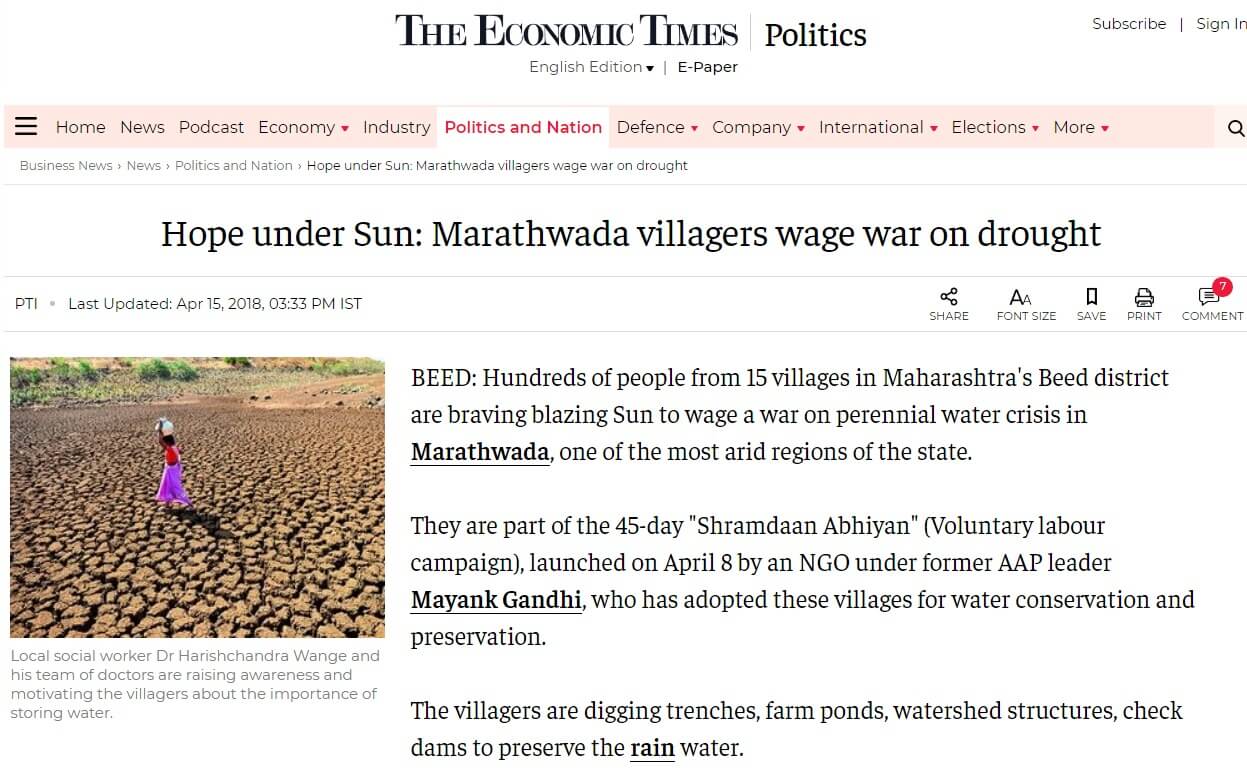 THE ECONOMIC TIMES | Politics
Subscribe | Sign In
English Edition ▾ | E-Paper
Home News Podcast Economy ▾ Industry Politics and Nation Defence ▾ Company ▾ International ▾ Elections ▾ More ▾
Business News › News › Politics and Nation › Hope under Sun: Marathwada villagers wage war on drought
Hope under Sun: Marathwada villagers wage war on drought
PTI • Last Updated: Apr 15, 2018, 03:33 PM IST
SHARE FONT SIZE SAVE PRINT 7 COMMENT
Local social worker Dr Harishchandra Wange and
his team of doctors are raising awareness and
motivating the villagers about the importance of
storing water.
BEED: Hundreds of people from 15 villages in Maharashtra's Beed district
are braving blazing Sun to wage a war on perennial water crisis in
Marathwada, one of the most arid regions of the state.
They are part of the 45-day "Shramdaan Abhiyan" (Voluntary labour
campaign), launched on April 8 by an NGO under former AAP leader
Mayank Gandhi, who has adopted these villages for water conservation and
preservation.
The villagers are digging trenches, farm ponds, watershed structures, check
dams to preserve the rain water.